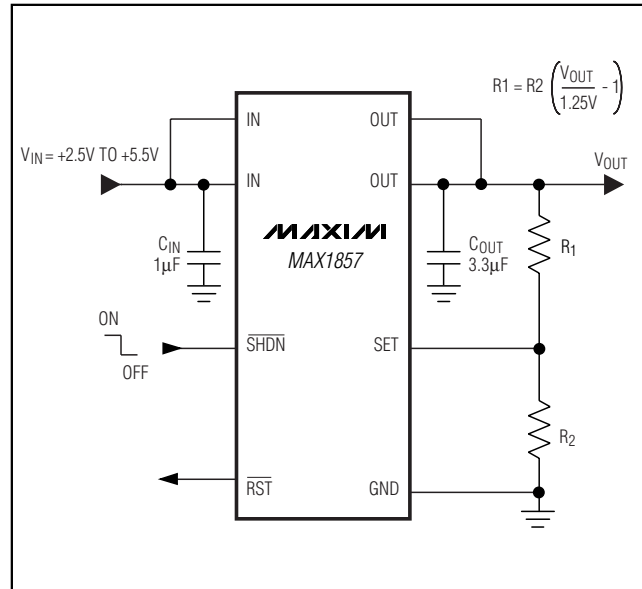 R1 = R2 (VOUT / 1.25V - 1)
IN
OUT
VIN = +2.5V TO +5.5V
VOUT
IN
OUT
MAXIM
MAX1857
CIN
1µF
COUT
3.3µF
R1
ON
OFF
SHDN
SET
R2
RST
GND